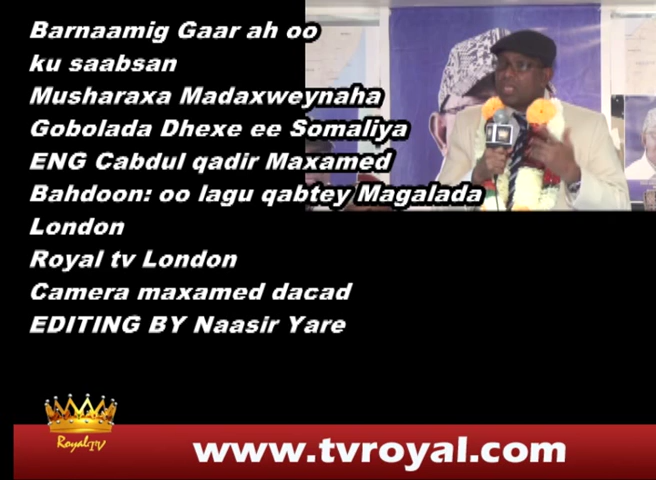 Barnaamig Gaar ah oo
ku saabsan
Musharaxa Madaxweynaha
Gobolada Dhexe ee Somaliya
ENG Cabdul qadir Maxamed
Bahdoon: oo lagu qabtey Magalada
London
Royal tv London
Camera maxamed dacad
EDITING BY Naasir Yare
RoyalTV
www.tvroyal.com